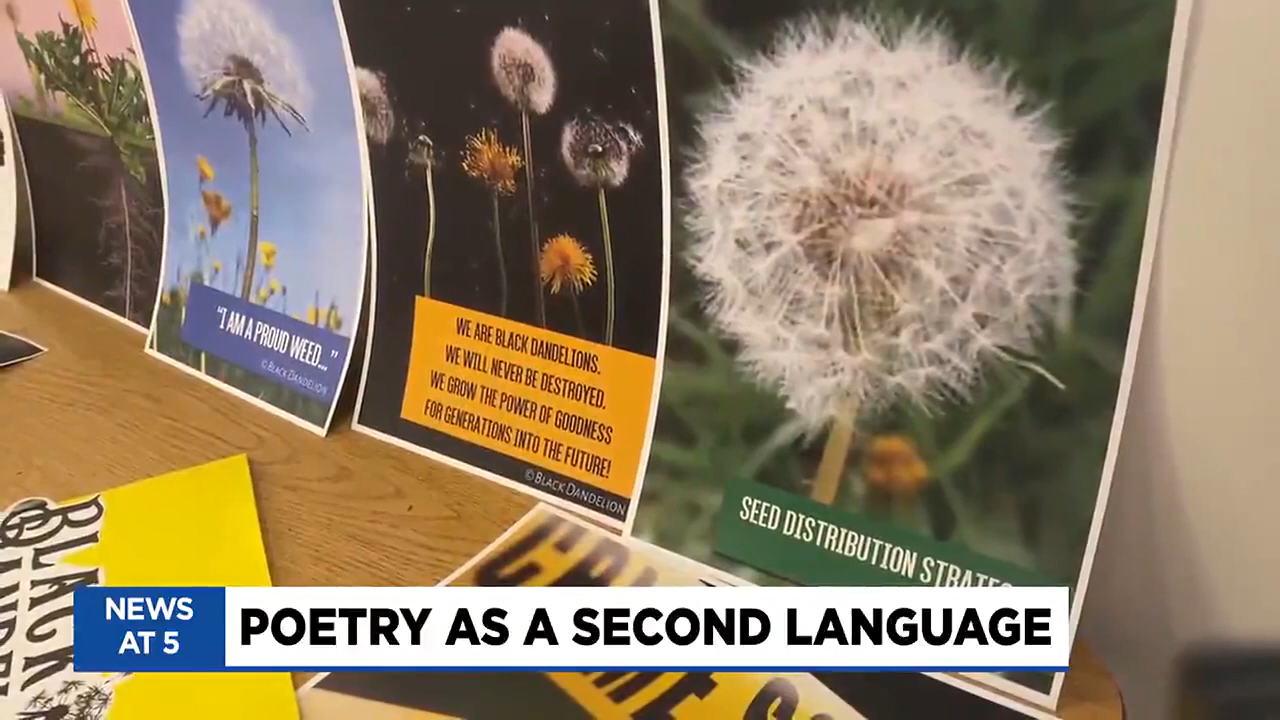 "I AM A PROUD WEED..."
© BLACK DANDELION
WE ARE BLACK DANDELIONS.
WE WILL NEVER BE DESTROYED.
WE GROW THE POWER OF GOODNESS
FOR GENERATIONS INTO THE FUTURE!
© BLACK DANDELION
SEED DISTRIBUTION
BLACK
NEWS
AT 5
POETRY AS A SECOND LANGUAGE